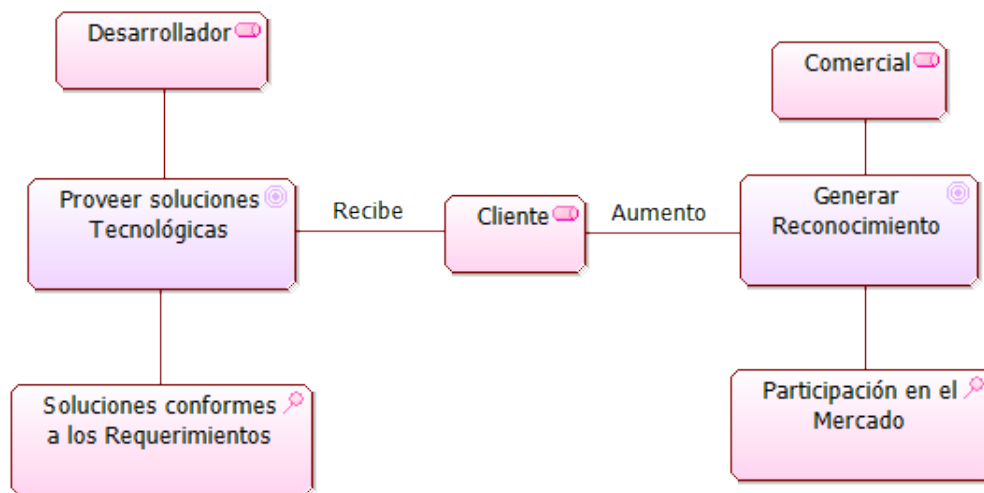 Desarrollador
Comercial
Proveer soluciones
Tecnológicas
Recibe
Cliente
Aumento
Generar
Reconocimiento
Soluciones conformes
a los Requerimientos
Participación en el
Mercado